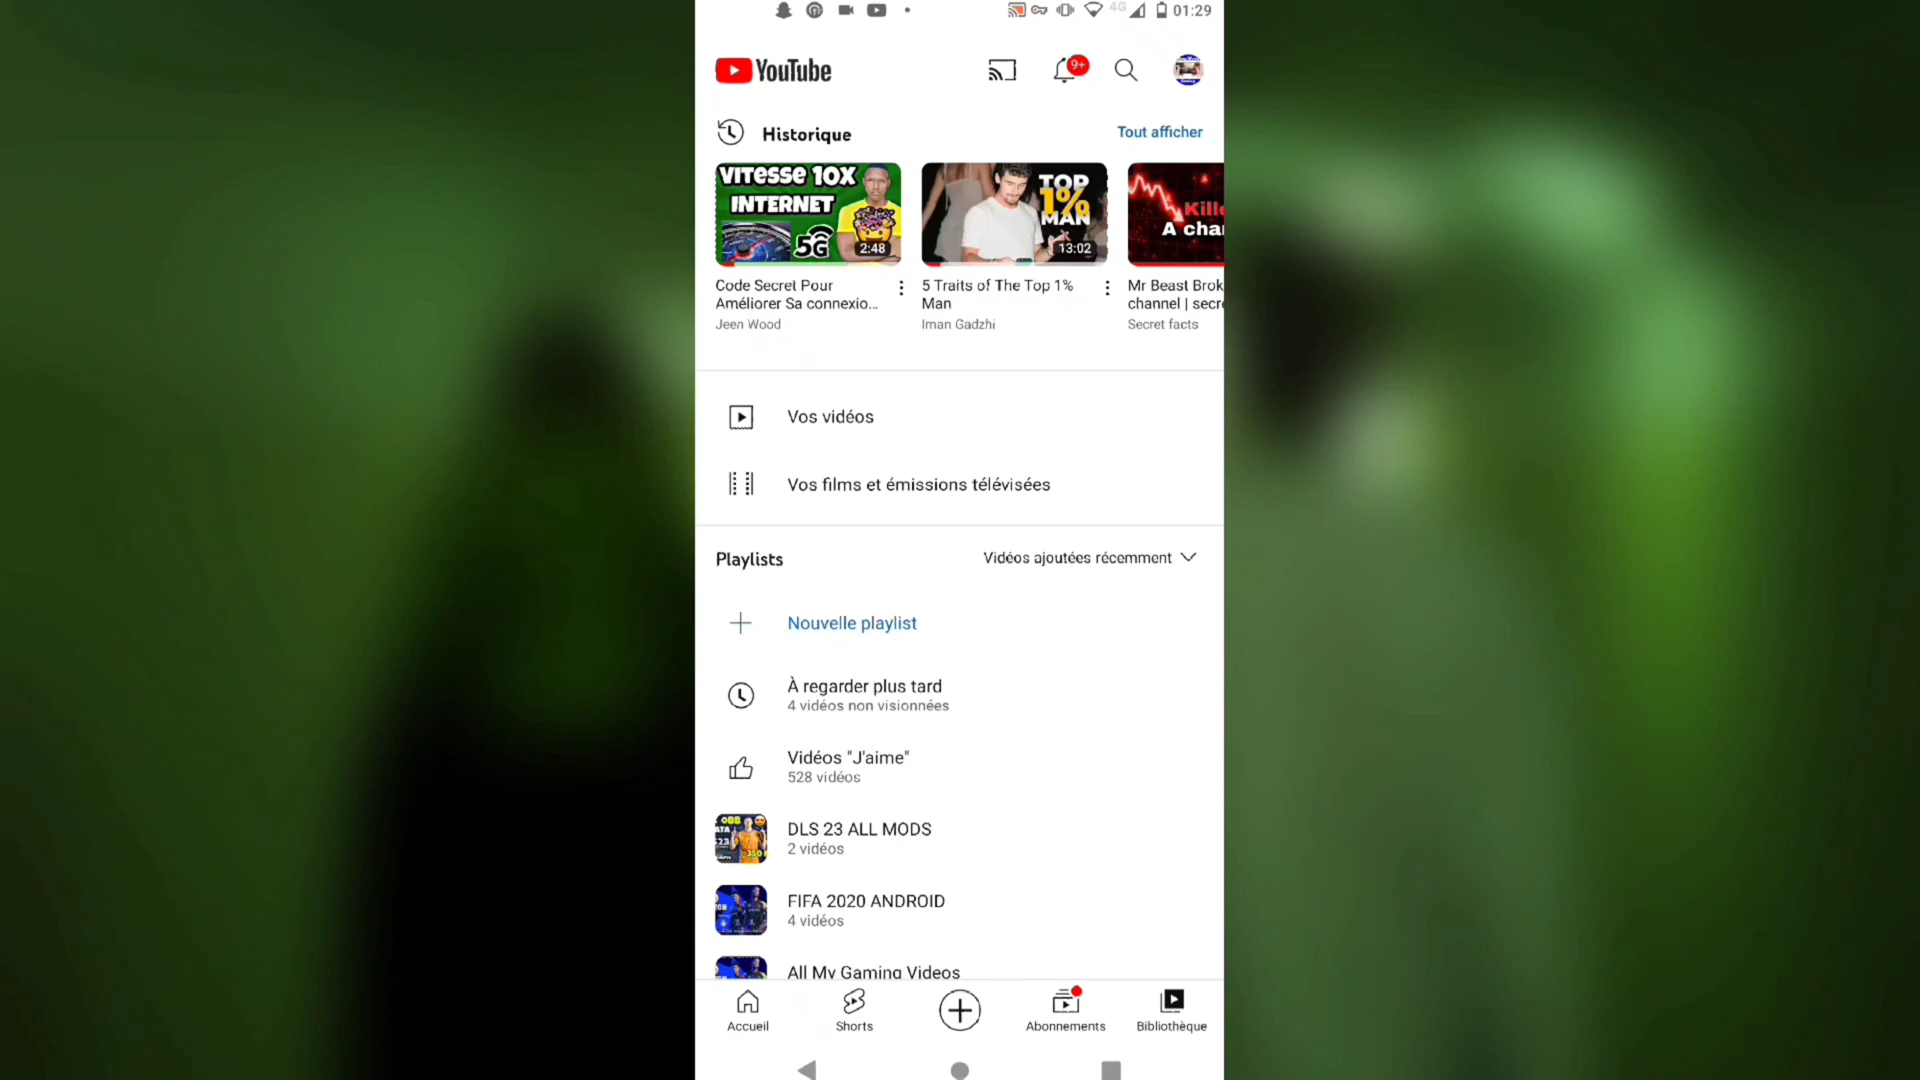 4G 01:29
YouTube
9+
Historique
Tout afficher
VITESSE 10X
INTERNET
5G
2:48
TOP
1%
MAN
13:02
Kille
A cha
Code Secret Pour
Améliorer Sa connexio...
Jeen Wood
5 Traits of The Top 1%
Man
Iman Gadzhi
Mr Beast Brok
channel | secre
Secret facts
Vos vidéos
Vos films et émissions télévisées
Playlists
Vidéos ajoutées récemment
Nouvelle playlist
À regarder plus tard
4 vidéos non visionnées
Vidéos "J'aime"
528 vidéos
DLS 23 ALL MODS
2 vidéos
FIFA 2020 ANDROID
4 vidéos
All My Gaming Videos
Accueil
Shorts
Abonnements
Bibliothèque